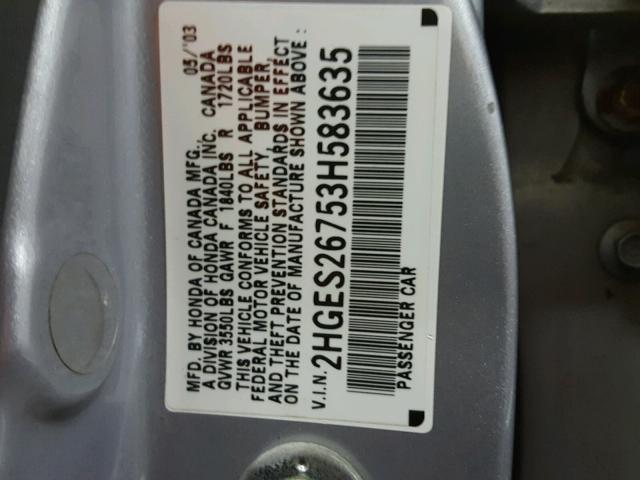 MFD. BY HONDA OF CANADA MFG. 05/'03
A DIVISION OF HONDA CANADA INC. CANADA
GVWR 3550LBS GAWR F 1840LBS R 1720LBS
THIS VEHICLE CONFORMS TO ALL APPLICABLE
FEDERAL MOTOR VEHICLE SAFETY, BUMPER,
AND THEFT PREVENTION STANDARDS IN EFFECT
ON THE DATE OF MANUFACTURE SHOWN ABOVE:
V.I.N. 2HGES26753H583635
PASSENGER CAR